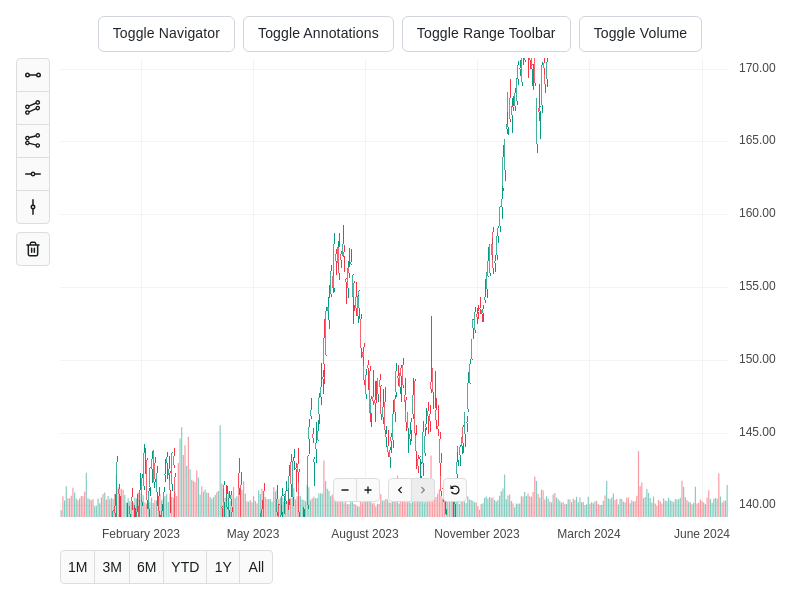 Toggle Navigator Toggle Annotations Toggle Range Toolbar Toggle Volume
170.00
165.00
160.00
155.00
150.00
145.00
140.00
February 2023 May 2023 August 2023 November 2023 March 2024 June 2024
1M 3M 6M YTD 1Y All